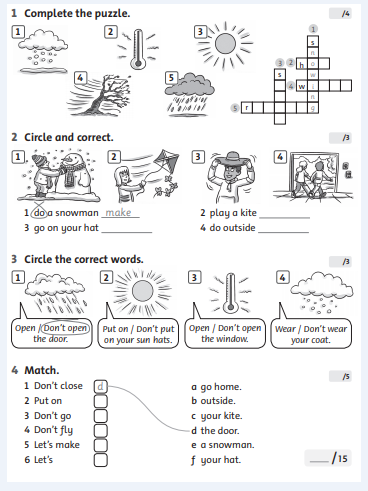 1 Complete the puzzle. /4
1 2 3
4 5
1
s
n
3 2 h o
s w
4 w i
n
5 r g
2 Circle and correct. /3
1 2 3 4
1 do a snowman make 2 play a kite
3 go on your hat 4 do outside
3 Circle the correct words. /3
1 2 3 4
Open / Don't open the door.
Put on / Don't put on your sun hats.
Open / Don't open the window.
Wear / Don't wear your coat.
4 Match. /5
1 Don't close d a go home.
2 Put on b outside.
3 Don't go c your kite.
4 Don't fly d the door.
5 Let's make e a snowman.
6 Let's f your hat.
/15